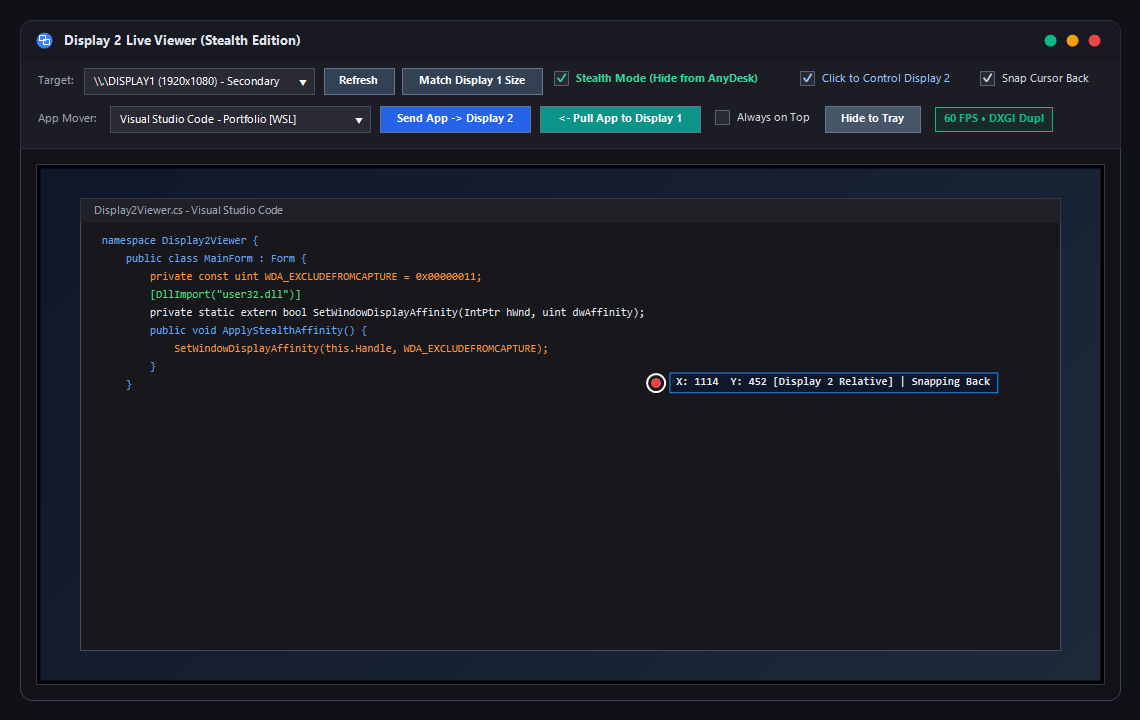 Display 2 Live Viewer (Stealth Edition)
Target: \\.\DISPLAY1 (1920x1080) - Secondary Refresh Match Display 1 Size Stealth Mode (Hide from AnyDesk) Click to Control Display 2 Snap Cursor Back
App Mover: Visual Studio Code - Portfolio [WSL] Send App -> Display 2 <- Pull App to Display 1 Always on Top Hide to Tray 60 FPS • DXGI Dupl
Display2Viewer.cs - Visual Studio Code
namespace Display2Viewer {
public class MainForm : Form {
private const uint WDA_EXCLUDEFROMCAPTURE = 0x00000011;
[DllImport("user32.dll")]
private static extern bool SetWindowDisplayAffinity(IntPtr hWnd, uint dwAffinity);
public void ApplyStealthAffinity() {
SetWindowDisplayAffinity(this.Handle, WDA_EXCLUDEFROMCAPTURE);
}
}
X: 1114 Y: 452 [Display 2 Relative] | Snapping Back